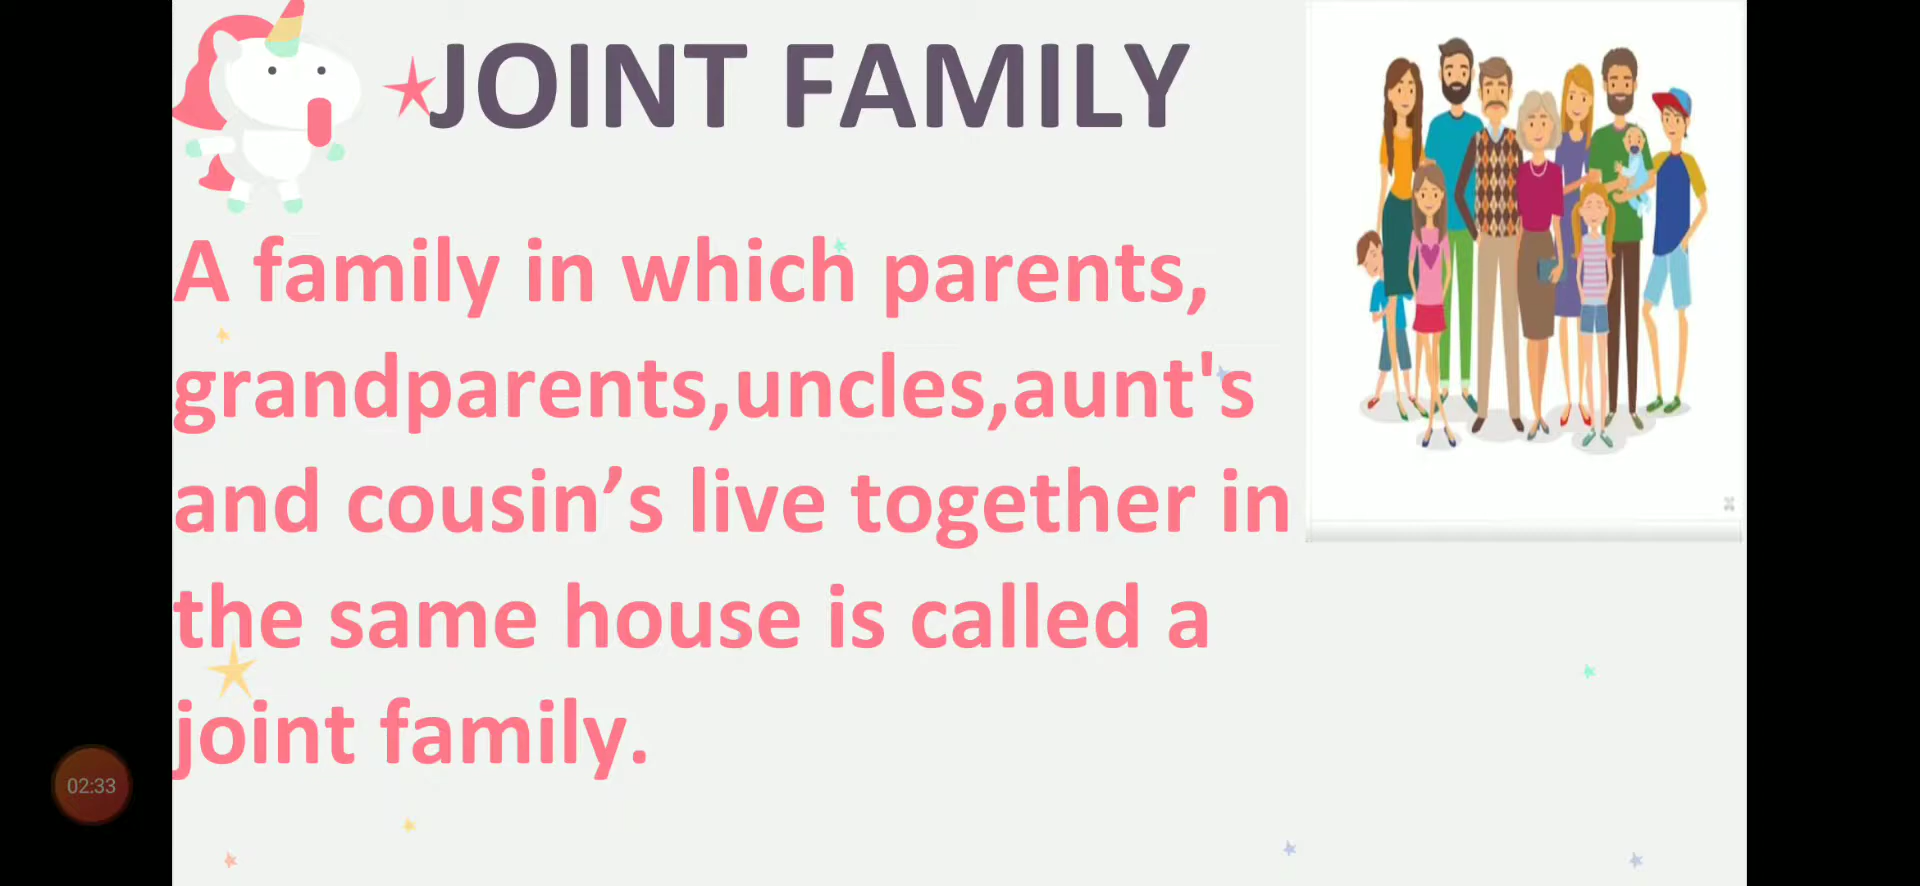 JOINT FAMILY
A family in which parents,
grandparents,uncles,aunt's
and cousin’s live together in
the same house is called a
joint family.
02:33